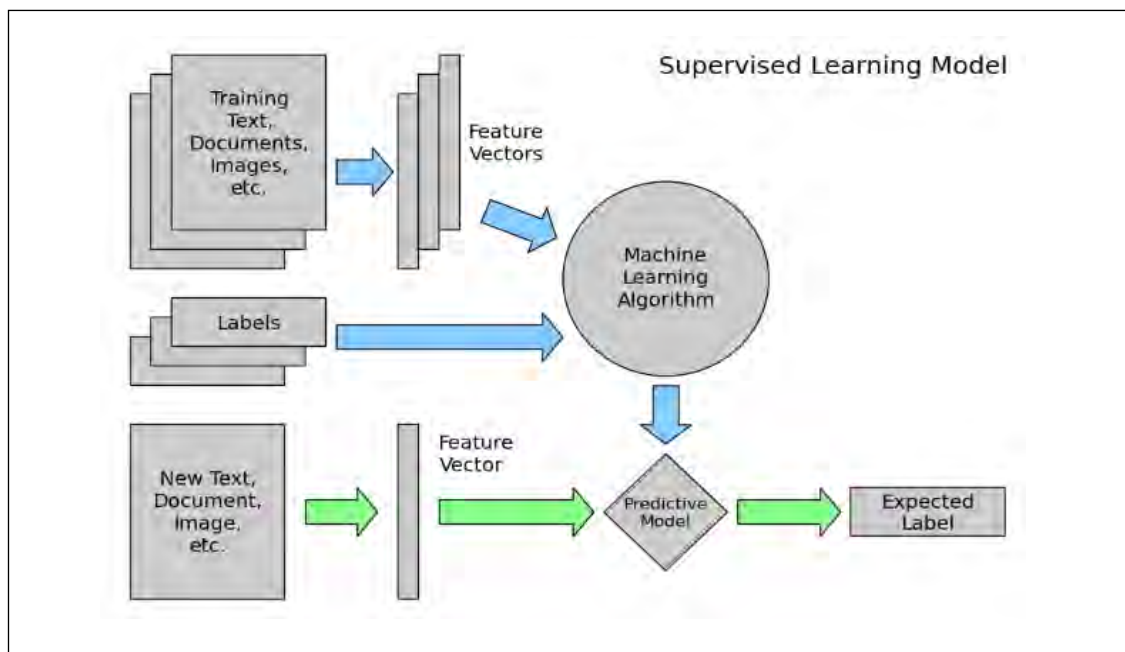 Supervised Learning Model
Training
Text,
Documents,
Images,
etc.
Feature
Vectors
Machine
Learning
Algorithm
Labels
New Text,
Document,
Image,
etc.
Feature
Vector
Predictive
Model
Expected
Label